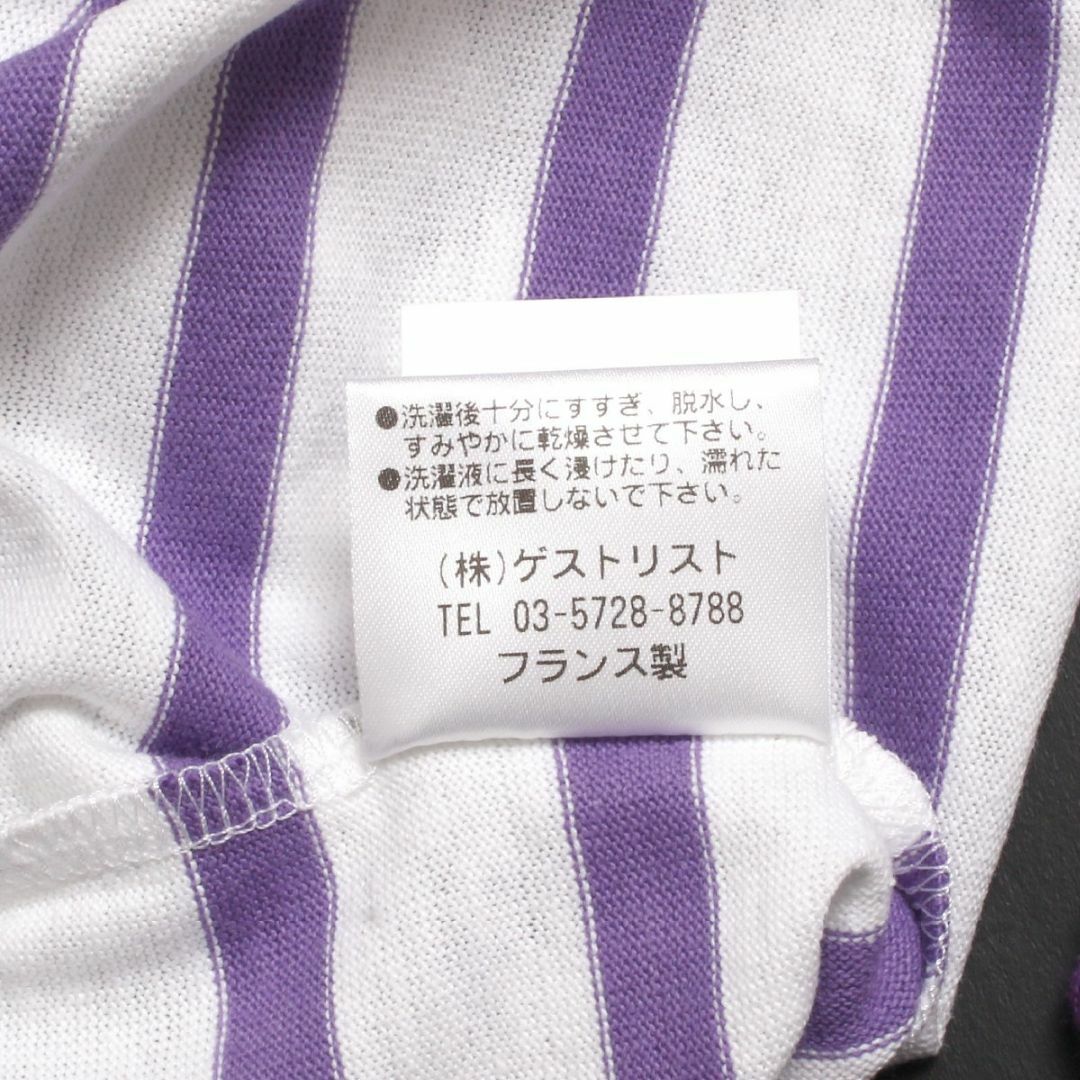 ●洗濯後十分にすすぎ、脱水し、
すみやかに乾燥させて下さい。
●洗濯液に長く浸けたり、濡れた
状態で放置しないで下さい。
(株)ゲストリスト
TEL 03-5728-8788
フランス製